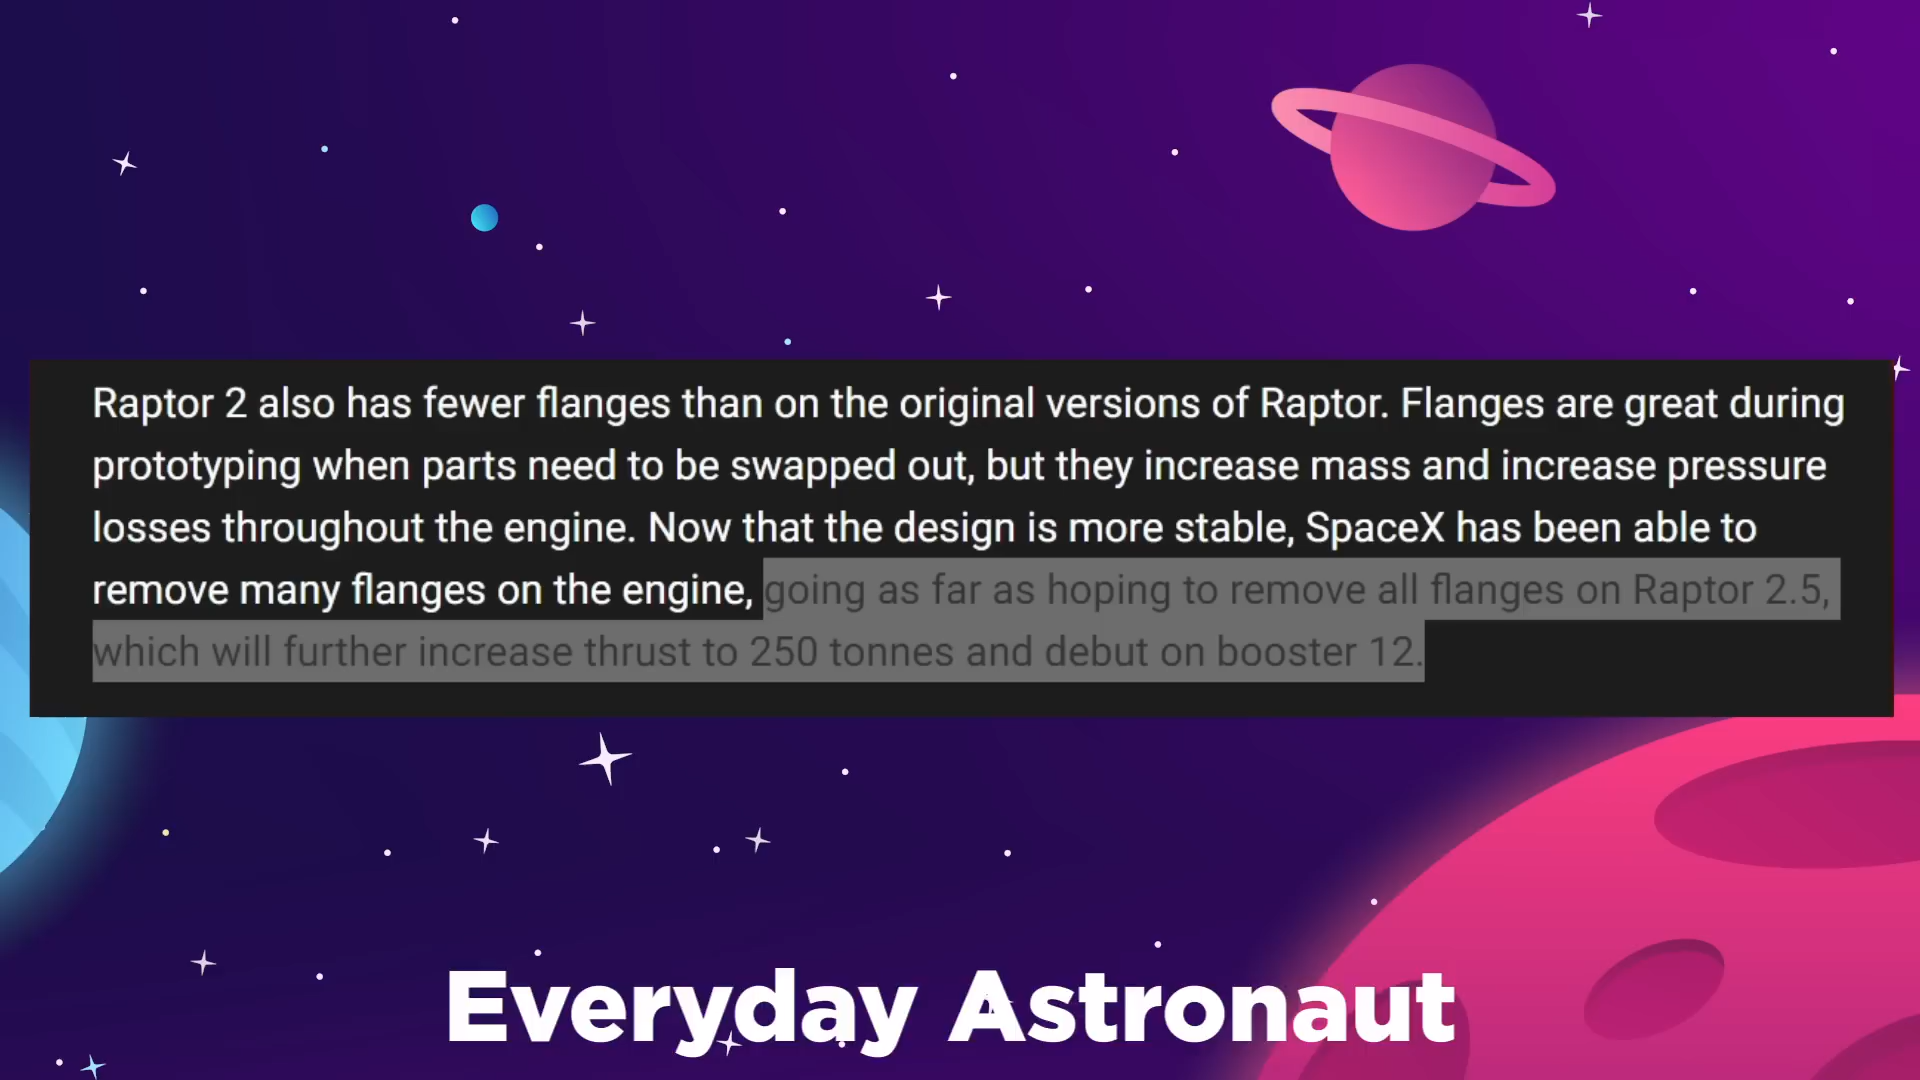 Raptor 2 also has fewer flanges than on the original versions of Raptor. Flanges are great during
prototyping when parts need to be swapped out, but they increase mass and increase pressure
losses throughout the engine. Now that the design is more stable, SpaceX has been able to
remove many flanges on the engine, going as far as hoping to remove all flanges on Raptor 2.5,
which will further increase thrust to 250 tonnes and debut on booster 12.
Everyday Astronaut